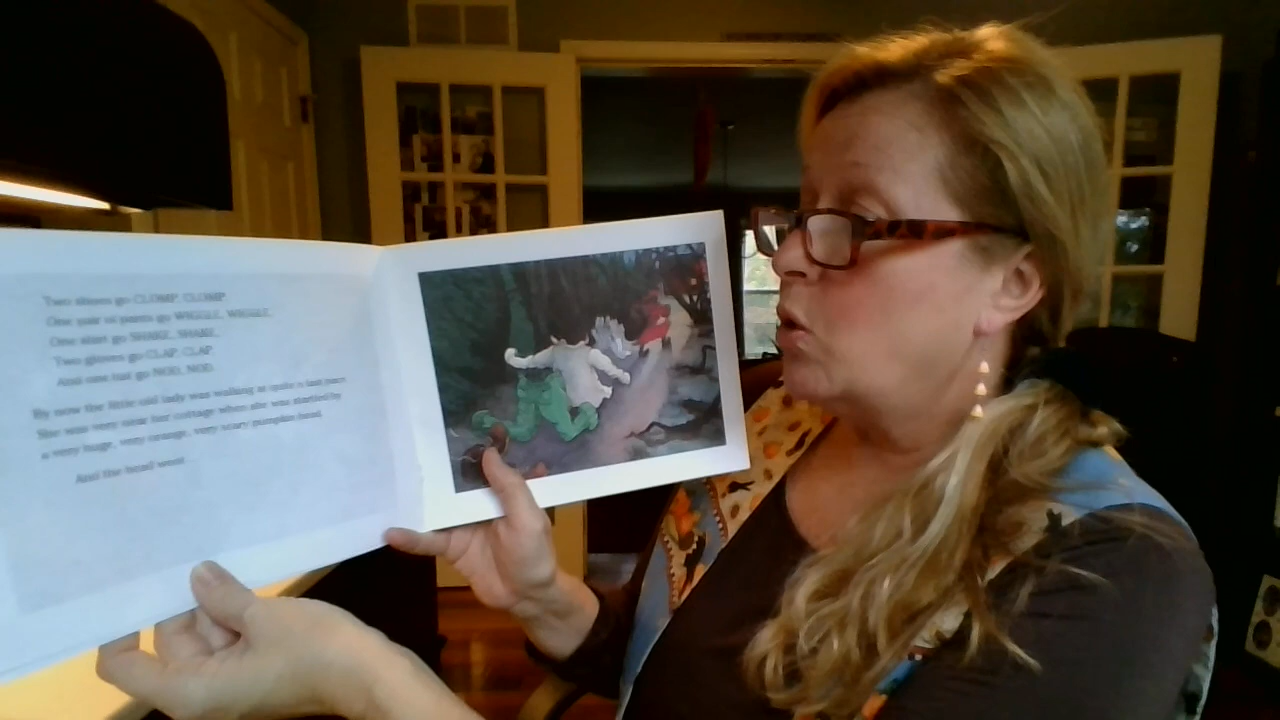 Two shoes go CLOMP, CLOMP.
One pair of pants go WIGGLE, WIGGLE.
One shirt go SHAKE, SHAKE.
Two gloves go CLAP, CLAP.
And one hat go NOD, NOD.
By now the little old lady was walking at quite a fast pace
She was very near her cottage when she was startled by
a very huge, very orange, very scary pumpkin head.
And the head went